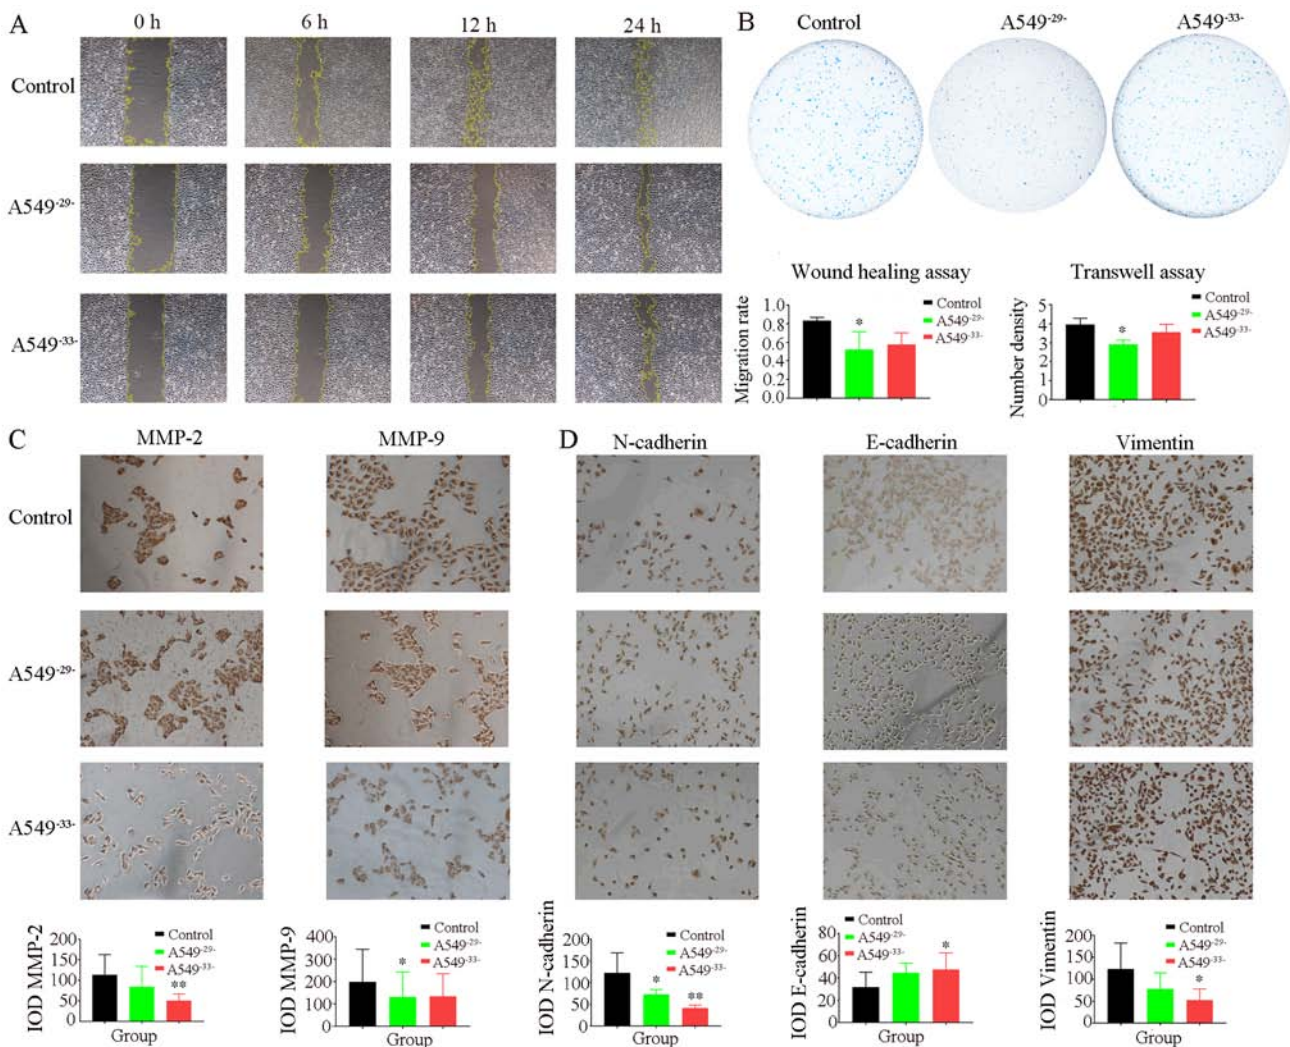 A
0 h
6 h
12 h
24 h
Control
A549-29-
A549-33-
B
Control
A549-29-
A549-33-
Wound healing assay
Migration rate
1.0
0.8
0.6
0.4
0.2
0.0
*
Control
A549-29-
A549-33-
Transwell assay
Number density
5
4
3
2
1
0
*
Control
A549-29-
A549-33-
C
MMP-2
MMP-9
Control
A549-29-
A549-33-
D
N-cadherin
E-cadherin
Vimentin
IOD MMP-2
200
150
100
50
0
**
Control
A549-29-
A549-33-
Group
IOD MMP-9
400
300
200
100
0
*
Control
A549-29-
A549-33-
Group
IOD N-cadherin
200
150
100
50
0
*
**
Control
A549-29-
A549-33-
Group
IOD E-cadherin
80
60
40
20
0
*
Control
A549-29-
A549-33-
Group
IOD Vimentin
200
150
100
50
0
*
Control
A549-29-
A549-33-
Group